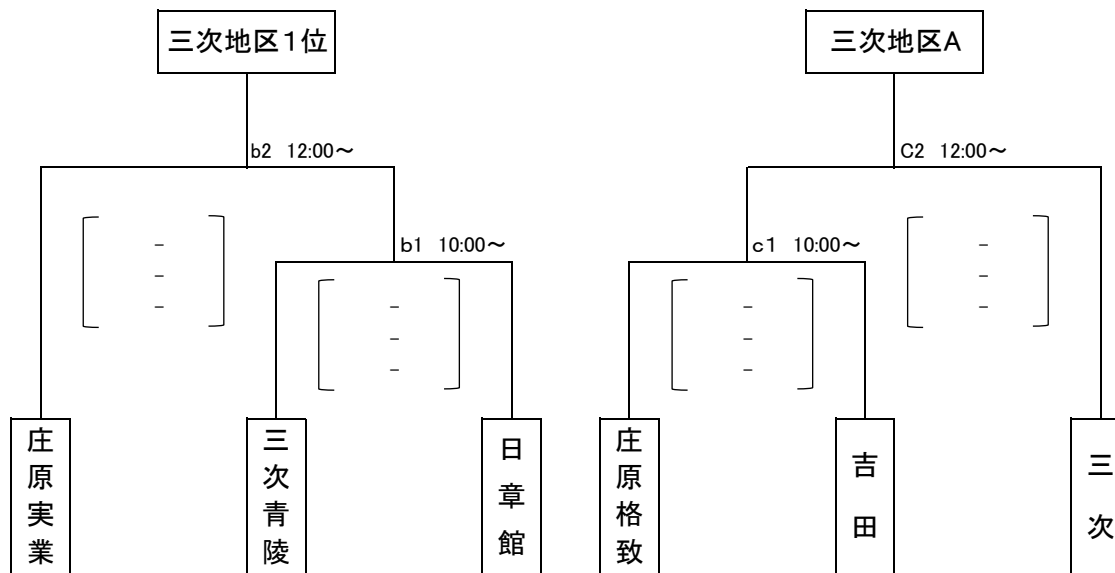 三次地区1位
三次地区A
b2 12:00～
C2 12:00～
b1 10:00～
c1 10:00～
-
-
-
-
-
-
-
-
-
-
-
-
庄原実業
三次青陵
日章館
庄原格致
吉田
三次